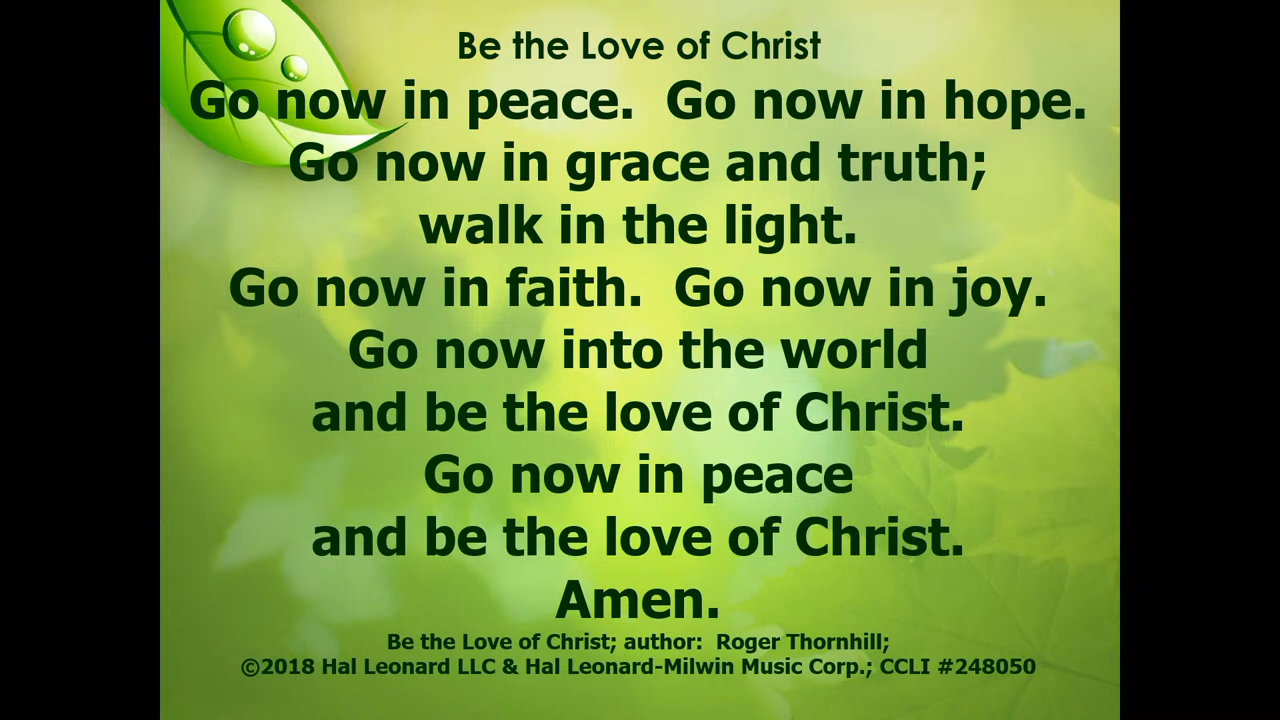 Be the Love of Christ
Go now in peace.  Go now in hope.
Go now in grace and truth;
walk in the light.
Go now in faith.  Go now in joy.
Go now into the world
and be the love of Christ.
Go now in peace
and be the love of Christ.
Amen.
Be the Love of Christ; author:  Roger Thornhill;
©2018 Hal Leonard LLC & Hal Leonard-Milwin Music Corp.; CCLI #248050